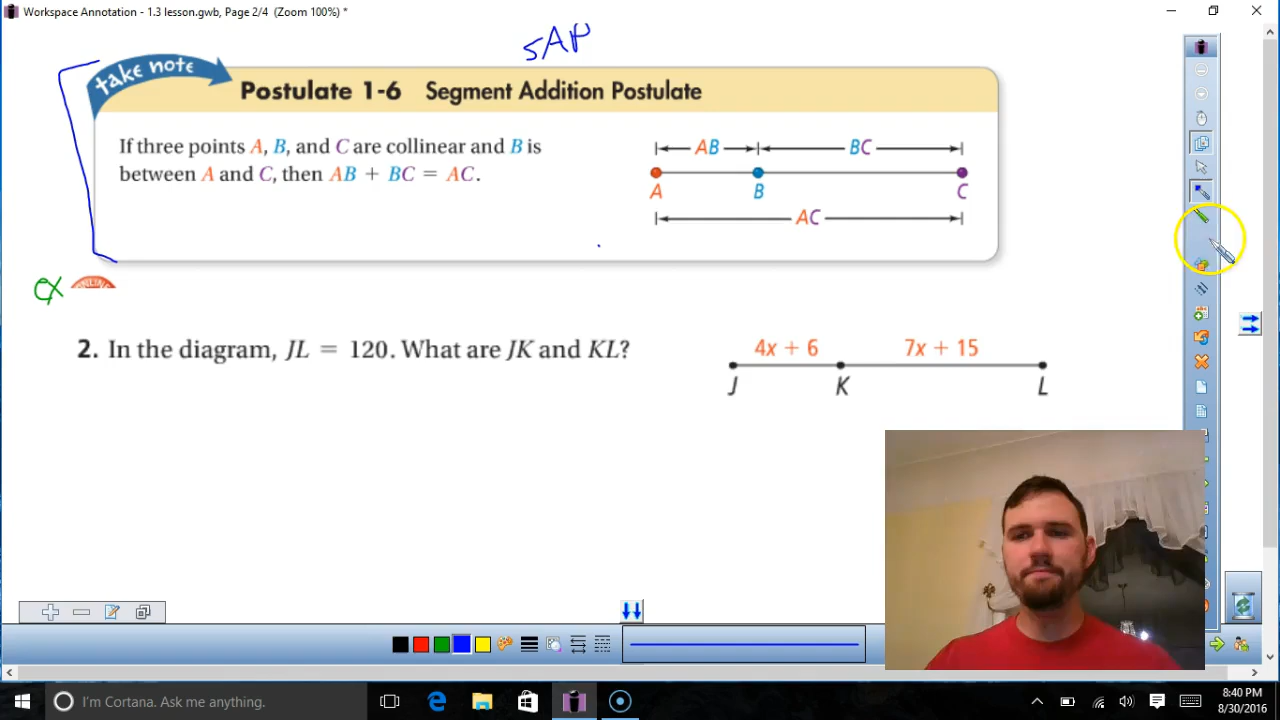 Workspace Annotation - 1.3 lesson.gwb, Page 2/4 (Zoom 100%) *
SAP
take note
Postulate 1-6 Segment Addition Postulate
If three points A, B, and C are collinear and B is
between A and C, then AB + BC = AC.
AB BC
A B C
AC
ex
2. In the diagram, JL = 120. What are JK and KL?
4x + 6 7x + 15
J K L
I'm Cortana. Ask me anything.
8:40 PM
8/30/2016